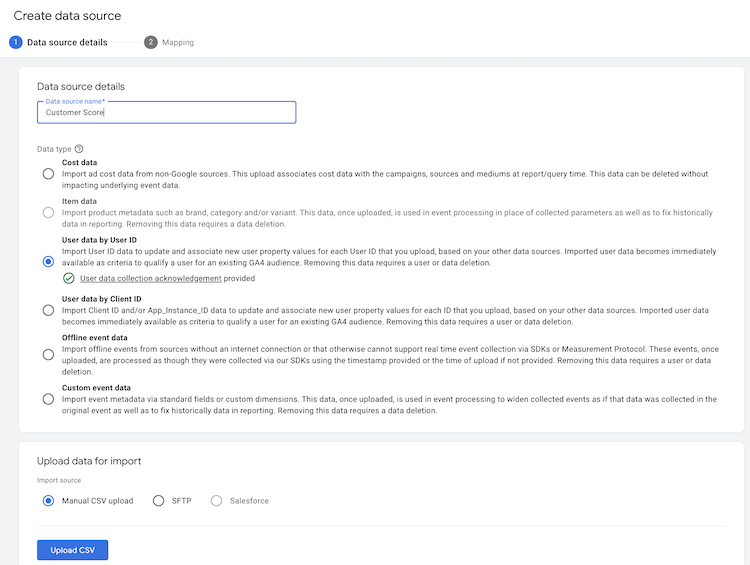 Create data source
1 Data source details 2 Mapping
Data source details
Data source name*
Customer Score
Data type ?
Cost data
Import ad cost data from non-Google sources. This upload associates cost data with the campaigns, sources and mediums at report/query time. This data can be deleted without
impacting underlying event data.
Item data
Import product metadata such as brand, category and/or variant. This data, once uploaded, is used in event processing in place of collected parameters as well as to fix historically
data in reporting. Removing this data requires a data deletion.
User data by User ID
Import User ID data to update and associate new user property values for each User ID that you upload, based on your other data sources. Imported user data becomes immediately
available as criteria to qualify a user for an existing GA4 audience. Removing this data requires a user or data deletion.
User data collection acknowledgement provided
User data by Client ID
Import Client ID and/or App_Instance_ID data to update and associate new user property values for each ID that you upload, based on your other data sources. Imported user data
becomes immediately available as criteria to qualify a user for an existing GA4 audience. Removing this data requires a user or data deletion.
Offline event data
Import offline events from sources without an internet connection or that otherwise cannot support real time event collection via SDKs or Measurement Protocol. These events, once
uploaded, are processed as though they were collected via our SDKs using the timestamp provided or the time of upload if not provided. Removing this data requires a user or data
deletion.
Custom event data
Import event metadata via standard fields or custom dimensions. This data, once uploaded, is used in event processing to widen collected events as if that data was collected in the
original event as well as to fix historically data in reporting. Removing this data requires a data deletion.
Upload data for import
Import source
Manual CSV upload SFTP Salesforce
Upload CSV